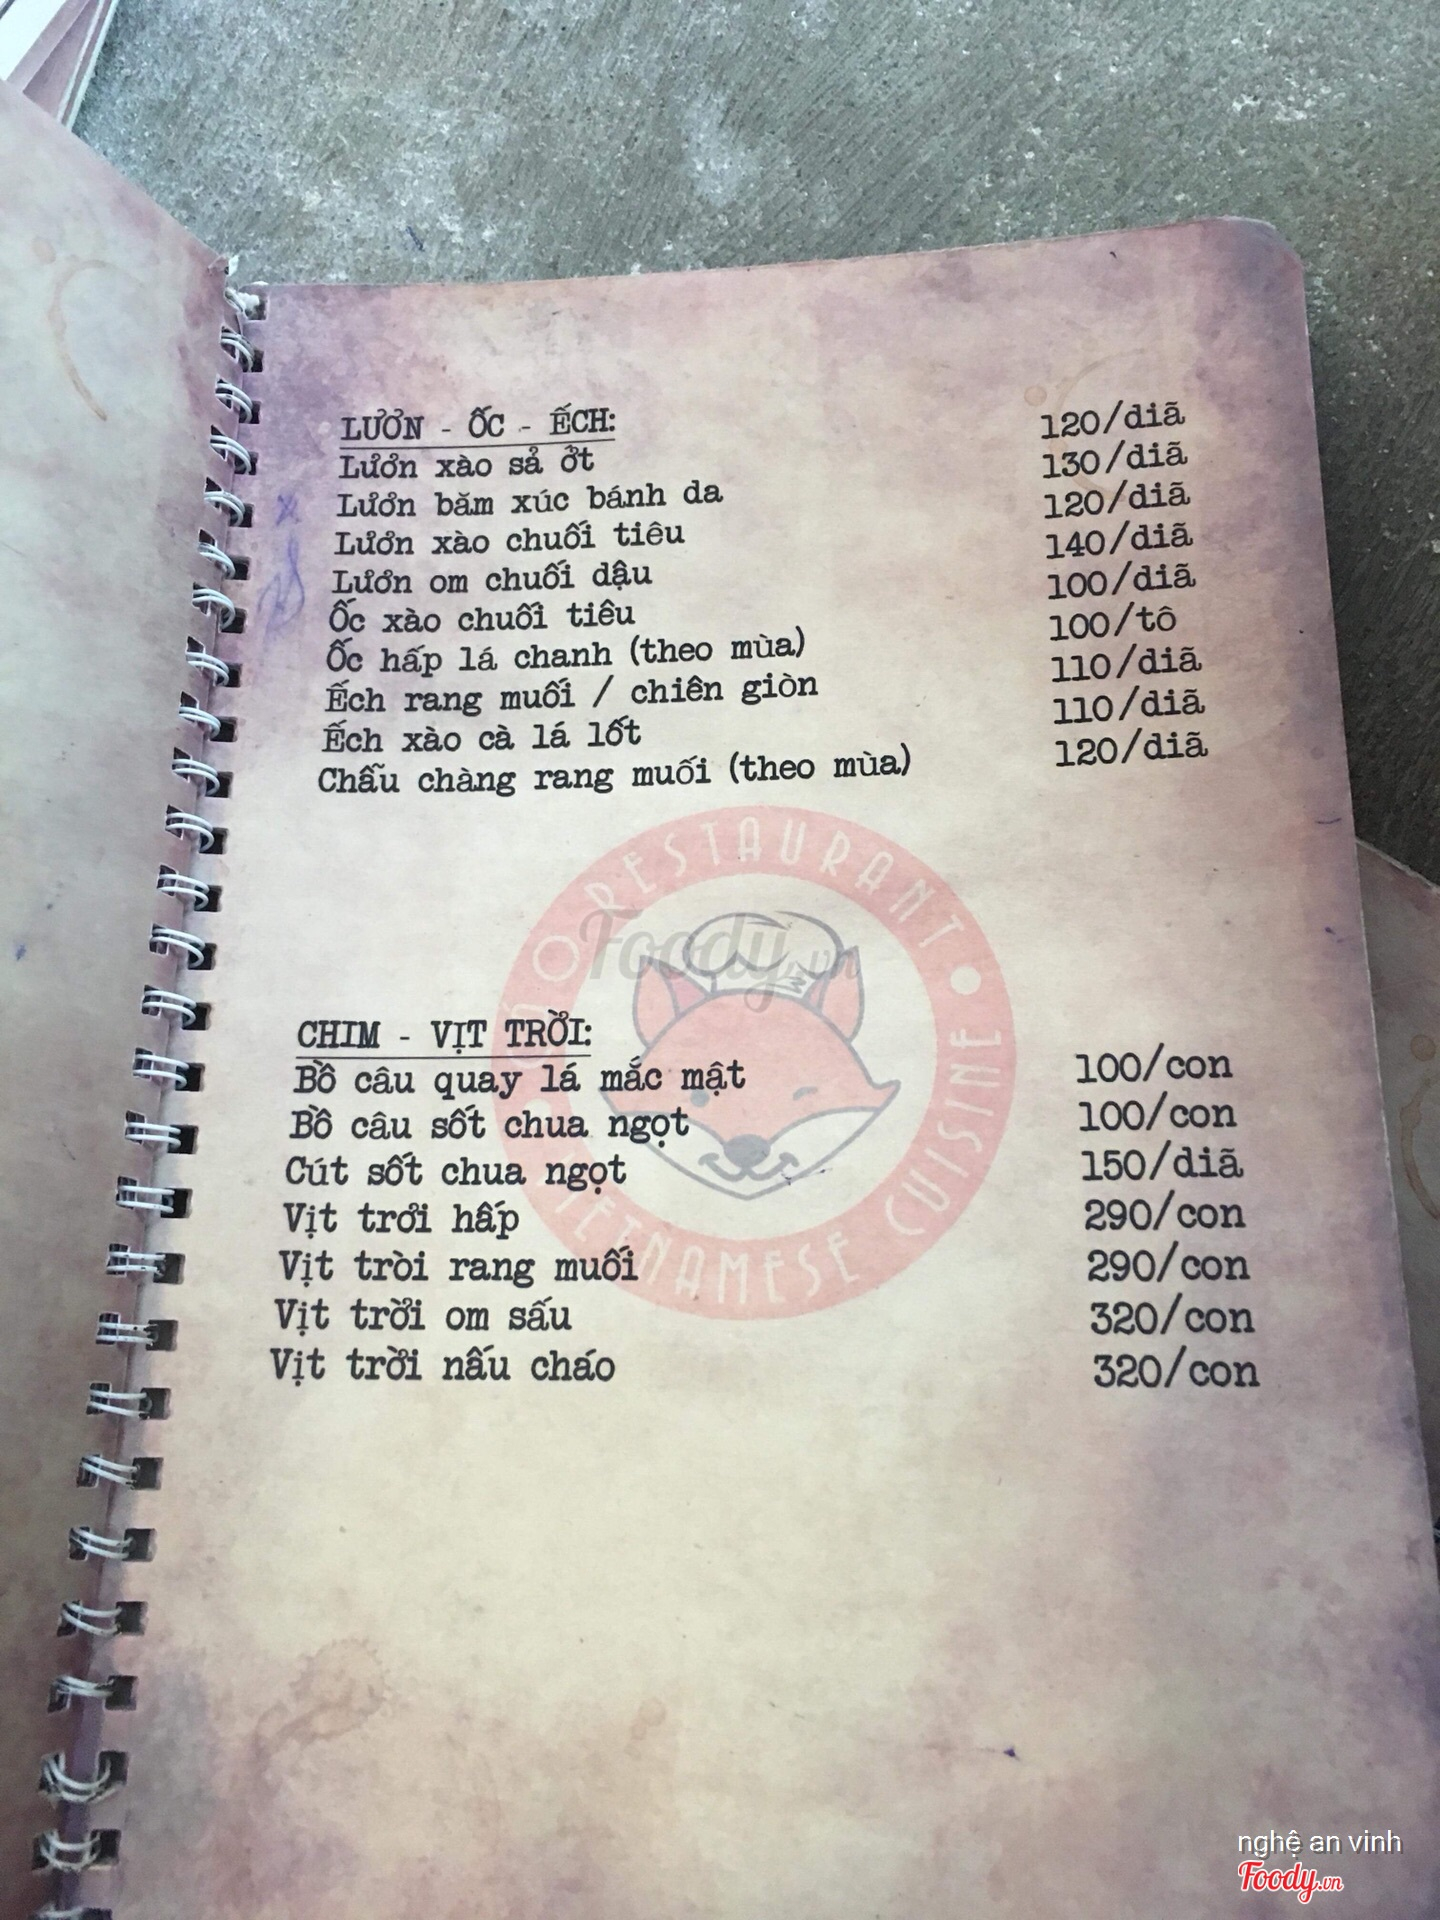 LƯƠN - ỐC - ẾCH:
Lươn xào sả ớt 120/diã
Lươn băm xúc bánh da 130/diã
Lươn xào chuối tiêu 120/diã
Lươn om chuối dậu 140/diã
Ốc xào chuối tiêu 100/diã
Ốc hấp lá chanh (theo mùa) 100/tô
Ếch rang muối / chiên giòn 110/diã
Ếch xào cà lá lốt 110/diã
Chẫu chàng rang muối (theo mùa) 120/diã
RESTAURANT
Foody.vn
VIETNAMESE CUISINE
CHIM - VỊT TRỜI:
Bồ câu quay lá mắc mật 100/con
Bồ câu sốt chua ngọt 100/con
Cút sốt chua ngọt 150/diã
Vịt trơi hấp 290/con
Vịt tròi rang muối 290/con
Vịt trời om sấu 320/con
Vịt trời nấu cháo 320/con
nghệ an vinh
Foody.vn